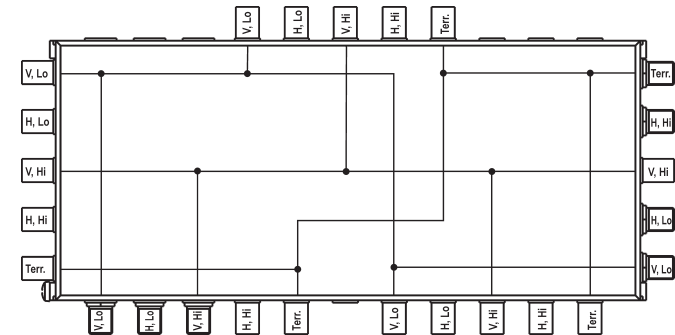 V, Lo
H, Lo
V, Hi
H, Hi
Terr.
V, Lo
Terr.
H, Lo
H, Hi
V, Hi
V, Hi
H, Hi
H, Lo
Terr.
V, Lo
V, Lo
H, Lo
V, Hi
H, Hi
Terr.
V, Lo
H, Lo
V, Hi
H, Hi
Terr.